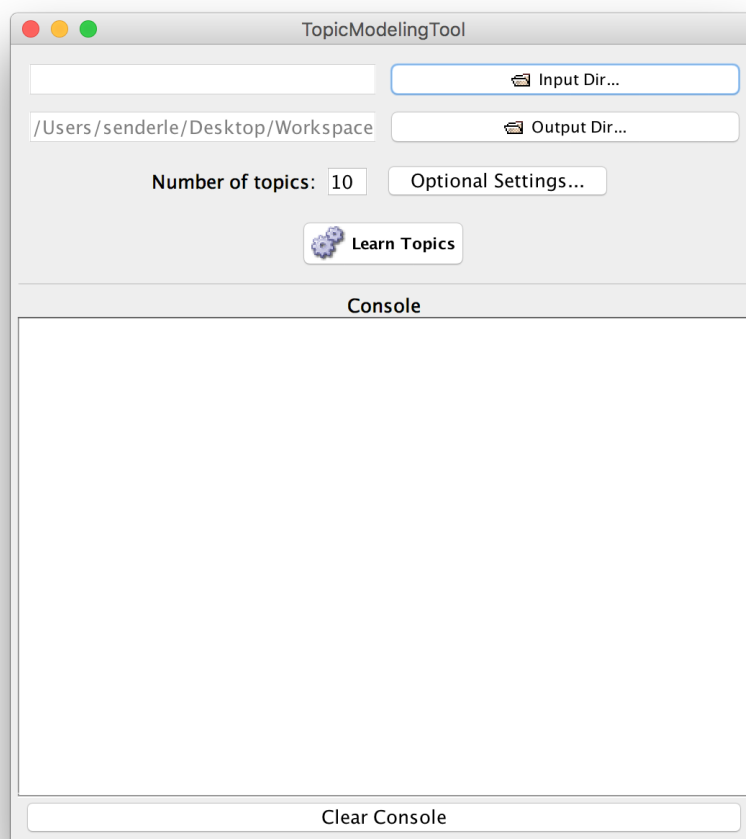 TopicModelingTool
Input Dir...
/Users/senderle/Desktop/Workspace
Output Dir...
Number of topics: 10 Optional Settings...
Learn Topics
Console
Clear Console